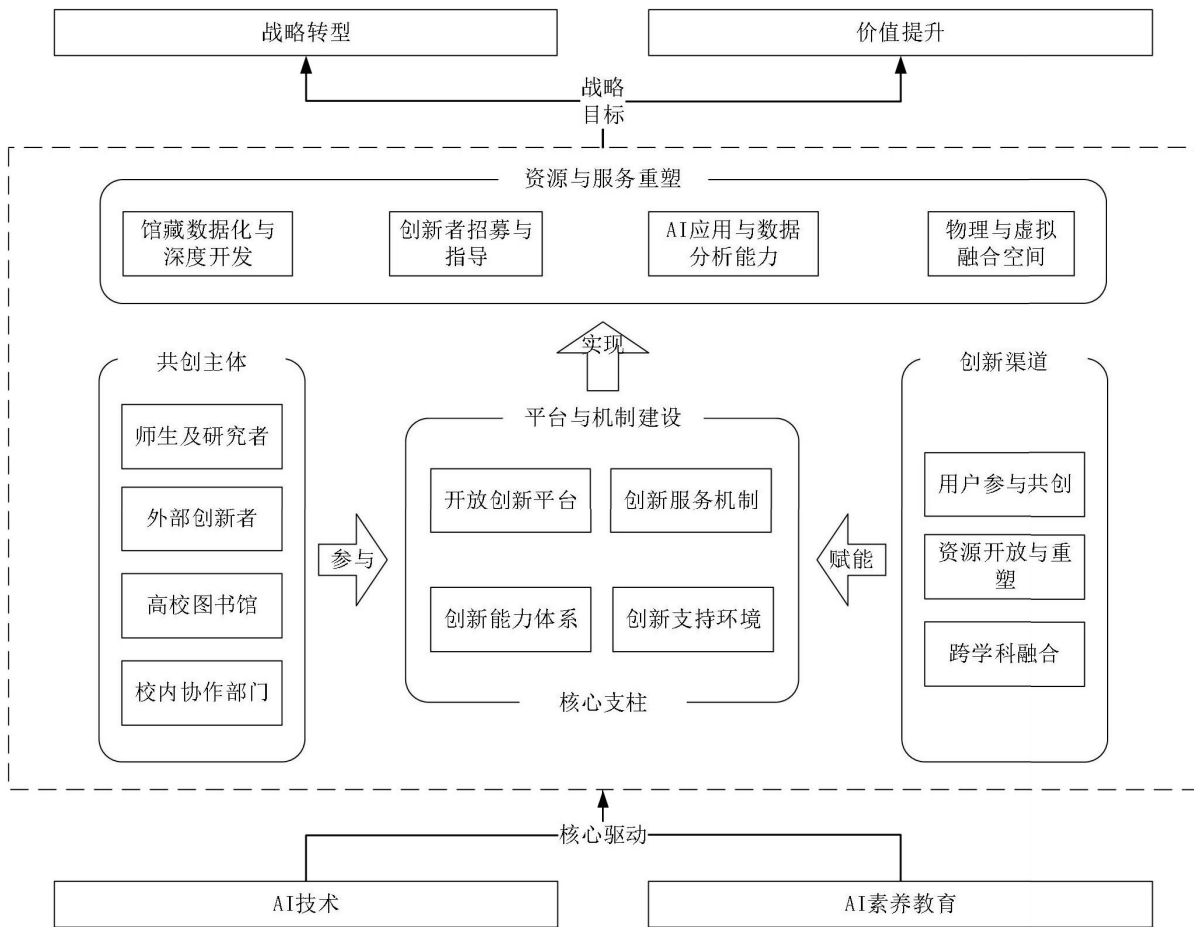 战略转型
价值提升
战略
目标
资源与服务重塑
馆藏数据化与
深度开发
创新者招募与
指导
AI应用与数据
分析能力
物理与虚拟
融合空间
实现
共创主体
师生及研究者
外部创新者
高校图书馆
校内协作部门
参与
平台与机制建设
开放创新平台
创新服务机制
创新能力体系
创新支持环境
核心支柱
赋能
创新渠道
用户参与共创
资源开放与重
塑
跨学科融合
核心驱动
AI技术
AI素养教育